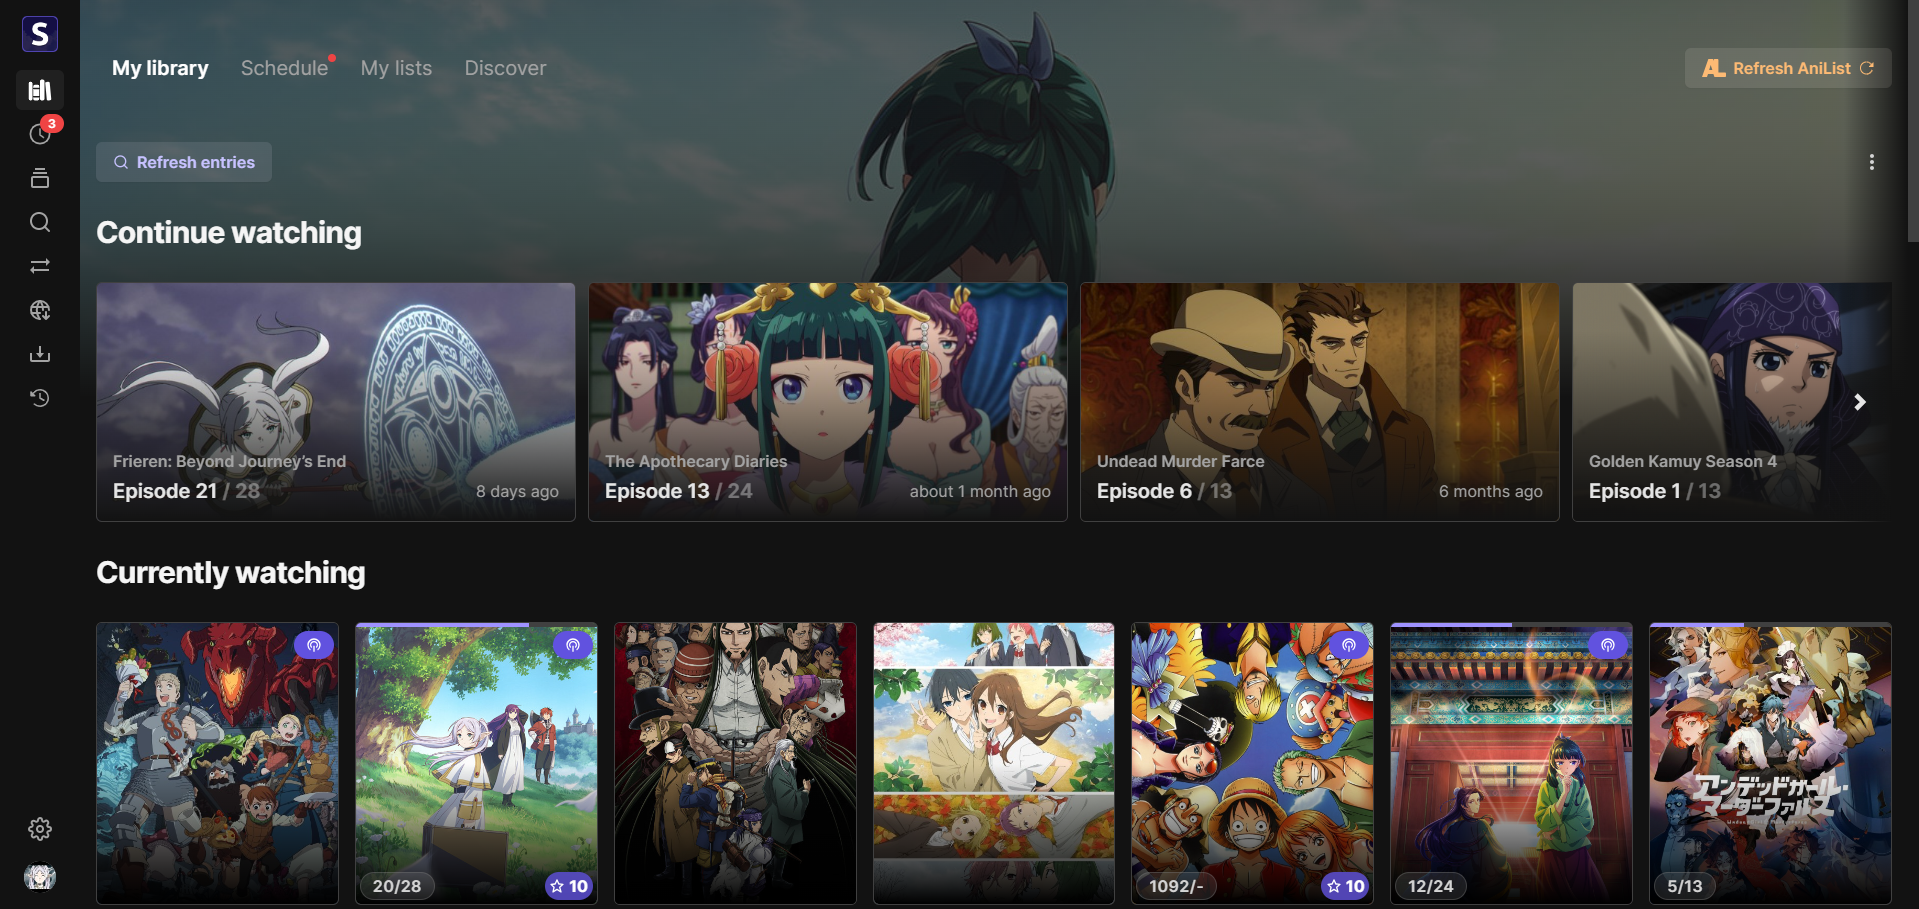 S
My library
Schedule
My lists
Discover
AL Refresh AniList
3
Refresh entries
Continue watching
Frieren: Beyond Journey's End
Episode 21 / 28
8 days ago
The Apothecary Diaries
Episode 13 / 24
about 1 month ago
Undead Murder Farce
Episode 6 / 13
6 months ago
Golden Kamuy Season 4
Episode 1 / 13
Currently watching
アンデッドガール・
マーダーファルス
20/28
10
1092/-
10
12/24
5/13